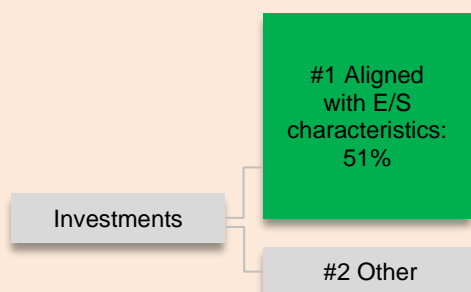 #1 Aligned
with E/S
characteristics:
51%
Investments
#2 Other